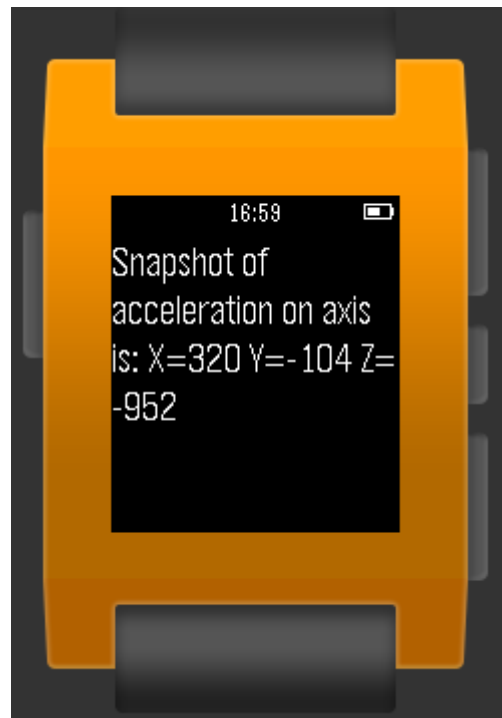 16:59
Snapshot of
acceleration on axis
is: X=320 Y=-104 Z=
-952